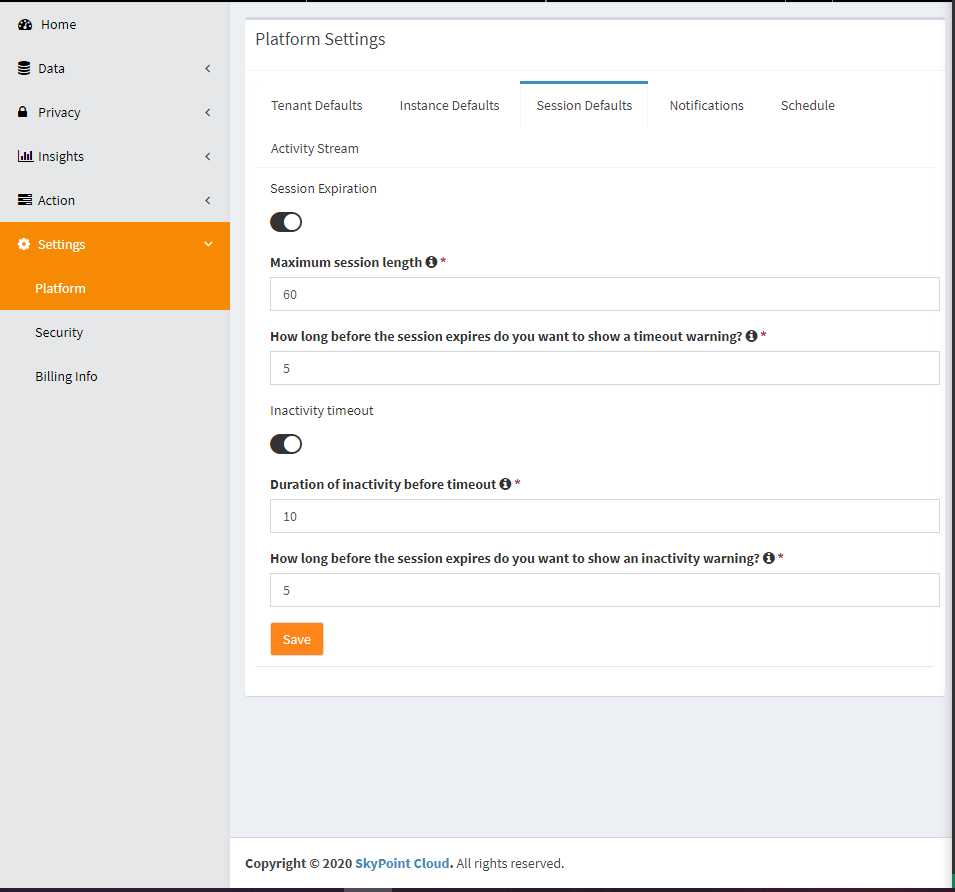 Home
Data
Privacy
Insights
Action
Settings
Platform
Security
Billing Info
Platform Settings
Tenant Defaults Instance Defaults Session Defaults Notifications Schedule
Activity Stream
Session Expiration
Maximum session length *
60
How long before the session expires do you want to show a timeout warning? *
5
Inactivity timeout
Duration of inactivity before timeout *
10
How long before the session expires do you want to show an inactivity warning? *
5
Save
Copyright © 2020 SkyPoint Cloud. All rights reserved.